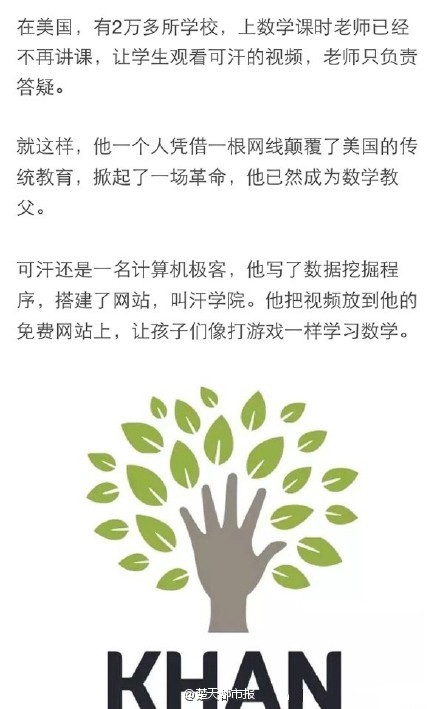 在美国，有2万多所学校，上数学课时老师已经
不再讲课，让学生观看可汗的视频，老师只负责
答疑。
就这样，他一个人凭借一根网线颠覆了美国的传
统教育，掀起了一场革命，他已然成为数学教
父。
可汗还是一名计算机极客，他写了数据挖掘程
序，搭建了网站，叫汗学院。他把视频放到他的
免费网站上，让孩子们像打游戏一样学习数学。
KHAN
@楚天都市报